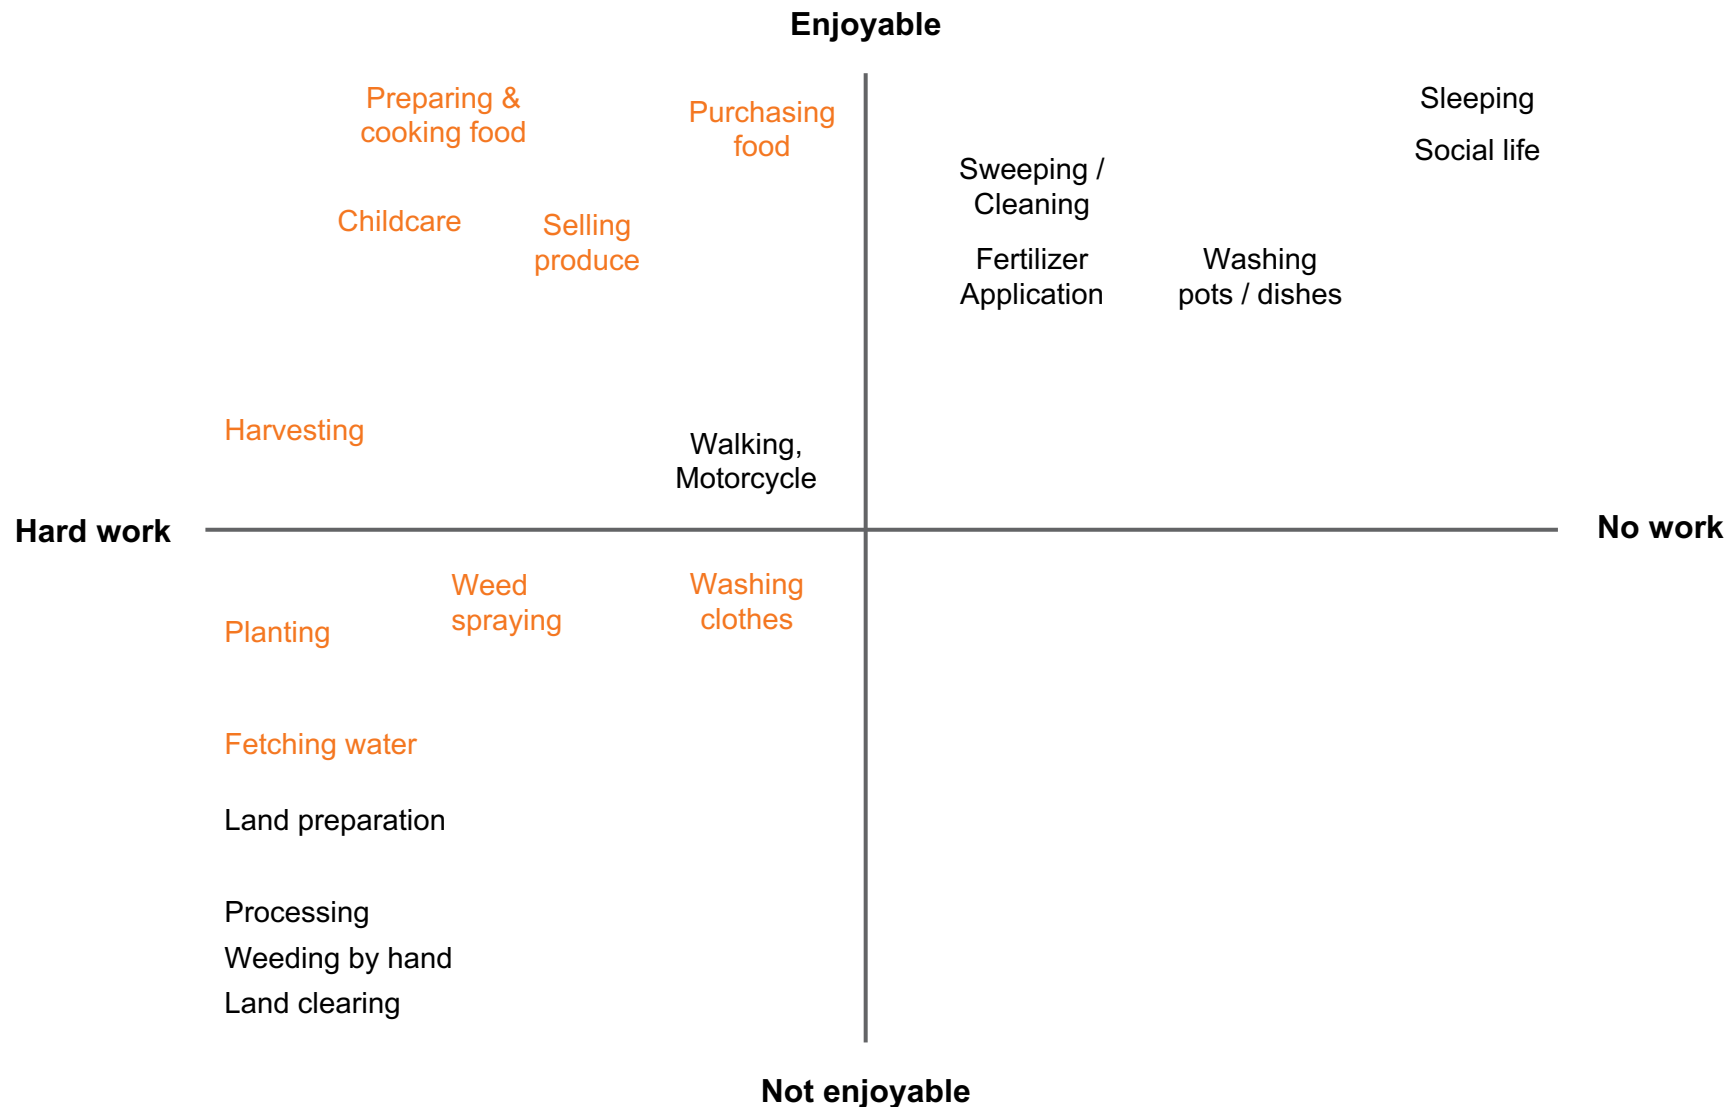 Enjoyable
Preparing &
cooking food
Purchasing
food
Sleeping
Social life
Sweeping /
Cleaning
Childcare
Selling
produce
Fertilizer
Application
Washing
pots / dishes
Harvesting
Walking,
Motorcycle
Hard work
No work
Weed
spraying
Washing
clothes
Planting
Fetching water
Land preparation
Processing
Weeding by hand
Land clearing
Not enjoyable